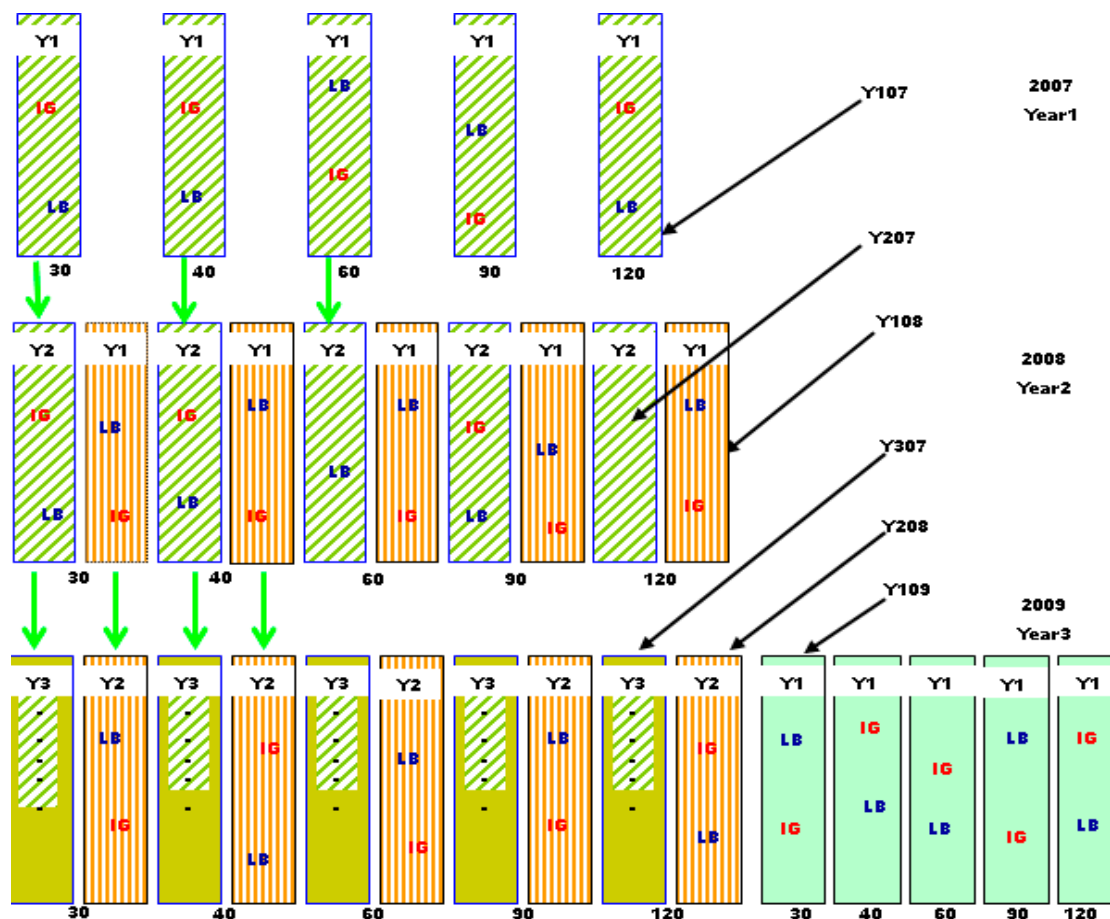 Y1 Y1 Y1 Y1 Y1
LB
2007
Y107
IG IG IG
Year1
LB
IG
LB
LB LB
IG
30 40 60 90 120
Y207
Y108
Y2 Y1 Y2 Y1 Y2 Y1 Y2 Y1 Y2 Y1
2008
Year2
LB LB LB
IG IG
LB IG
Y307
LB
LB
IG
LB
IG LB IG IG LB IG
Y208
30 40 60 90 120
Y109
2009
Year3
Y3 Y2 Y3 Y2 Y3 Y2 Y3 Y2 Y3 Y2 Y1 Y1 Y1 Y1 Y1
- - - - -
IG
LB LB LB LB IG
- - - - -
IG IG
LB
- - - - -
IG
- - - - -
- - - - -
LB
IG IG IG LB LB
LB IG
IG
LB
30 40 60 90 120 30 40 60 90 120